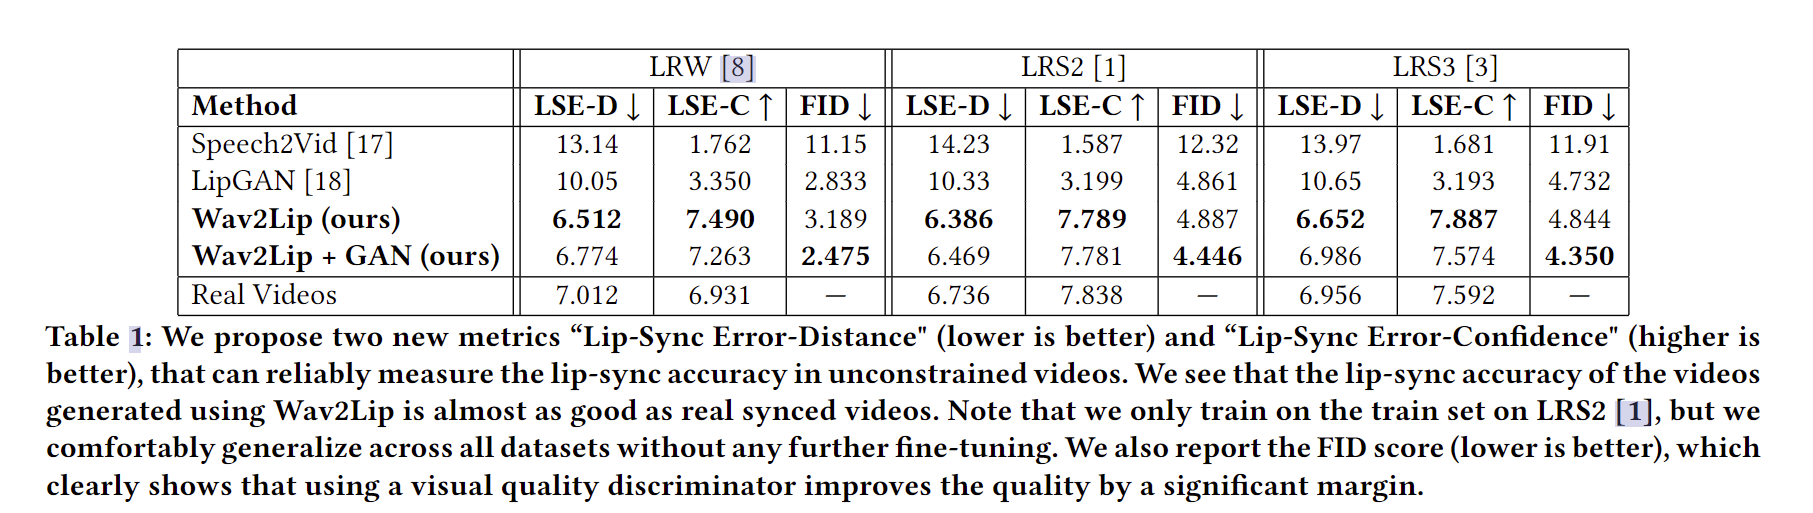 LRW [8] LRS2 [1] LRS3 [3]
Method LSE-D ↓ LSE-C ↑ FID ↓ LSE-D ↓ LSE-C ↑ FID ↓ LSE-D ↓ LSE-C ↑ FID ↓
Speech2Vid [17] 13.14 1.762 11.15 14.23 1.587 12.32 13.97 1.681 11.91
LipGAN [18] 10.05 3.350 2.833 10.33 3.199 4.861 10.65 3.193 4.732
Wav2Lip (ours) 6.512 7.490 3.189 6.386 7.789 4.887 6.652 7.887 4.844
Wav2Lip + GAN (ours) 6.774 7.263 2.475 6.469 7.781 4.446 6.986 7.574 4.350
Real Videos 7.012 6.931 — 6.736 7.838 — 6.956 7.592 —
Table 1: We propose two new metrics “Lip-Sync Error-Distance" (lower is better) and “Lip-Sync Error-Confidence" (higher is
better), that can reliably measure the lip-sync accuracy in unconstrained videos. We see that the lip-sync accuracy of the videos
generated using Wav2Lip is almost as good as real synced videos. Note that we only train on the train set on LRS2 [1], but we
comfortably generalize across all datasets without any further fine-tuning. We also report the FID score (lower is better), which
clearly shows that using a visual quality discriminator improves the quality by a significant margin.